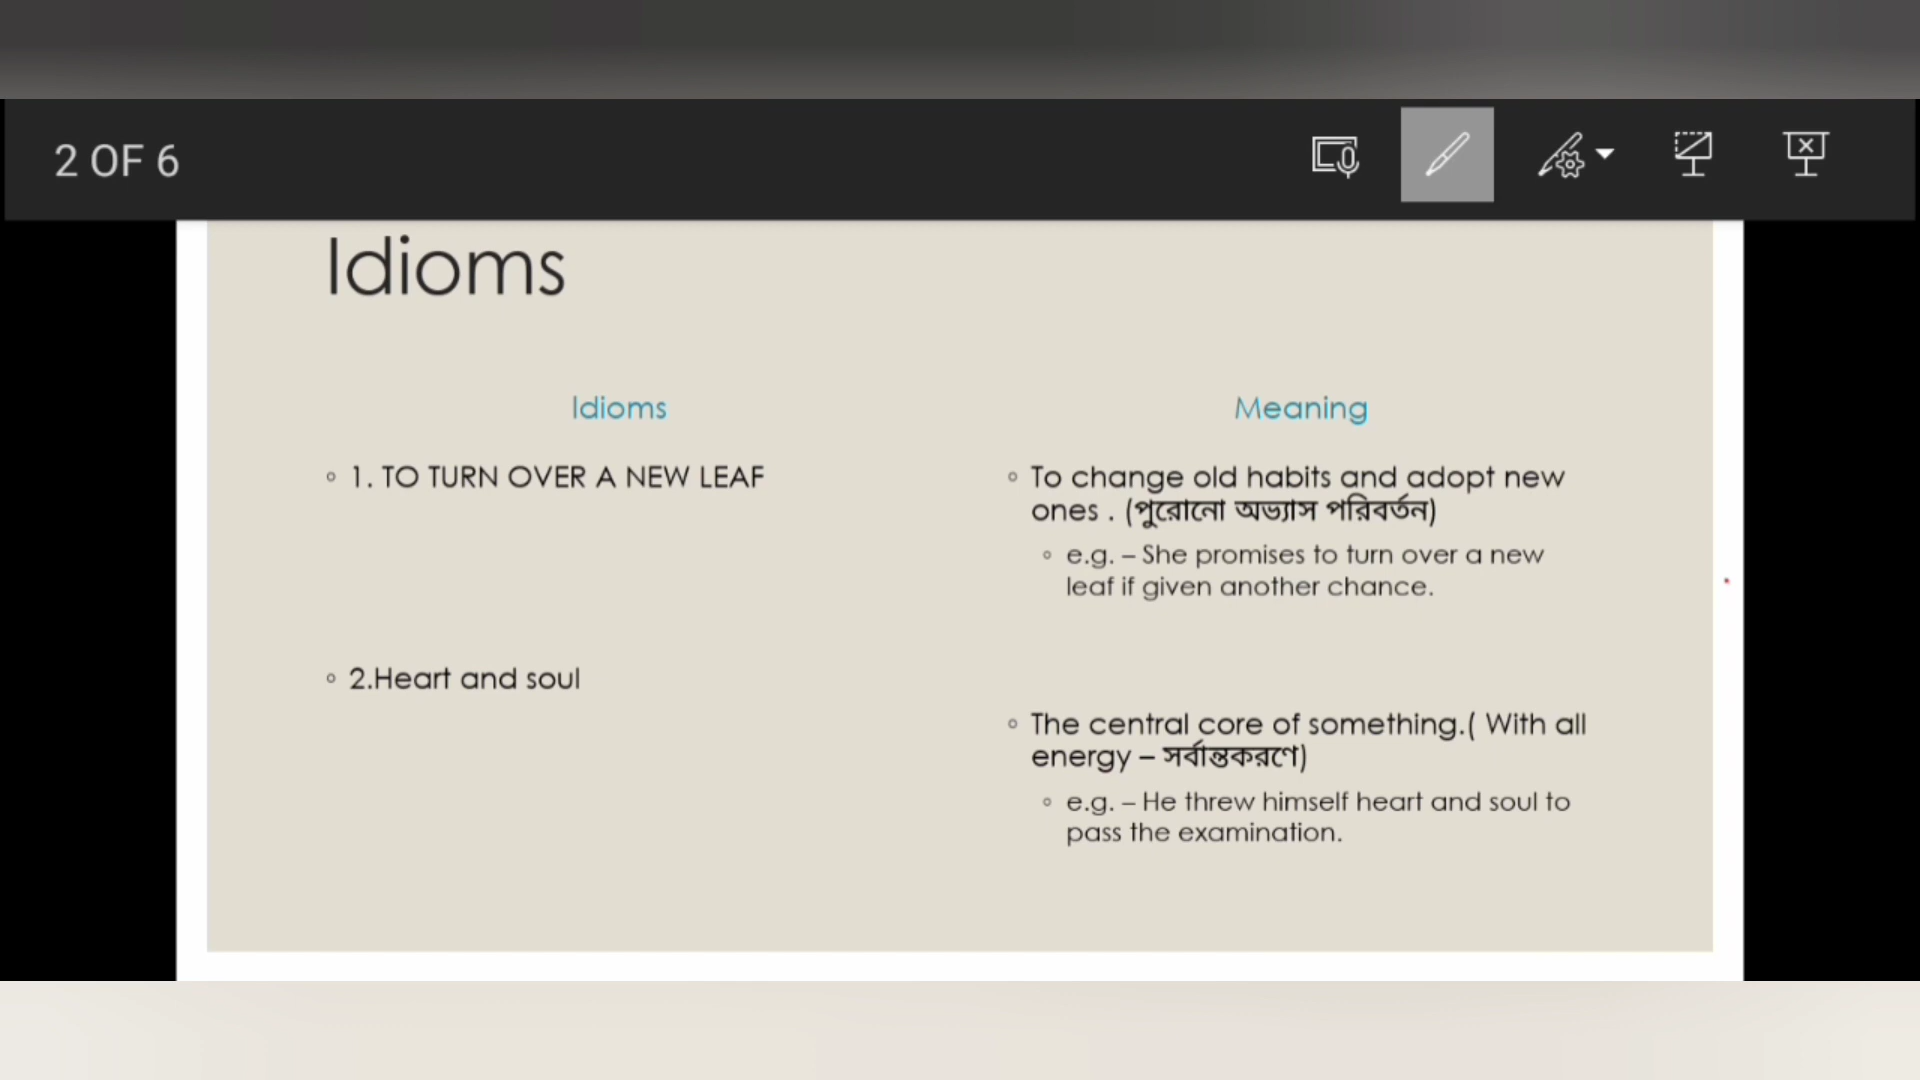 2 OF 6
Idioms
Idioms
Meaning
1. TO TURN OVER A NEW LEAF
To change old habits and adopt new
ones . (পুরোনো অভ্যাস পরিবর্তন)
e.g. – She promises to turn over a new
leaf if given another chance.
2.Heart and soul
The central core of something.( With all
energy – সর্বান্তকরণে)
e.g. – He threw himself heart and soul to
pass the examination.